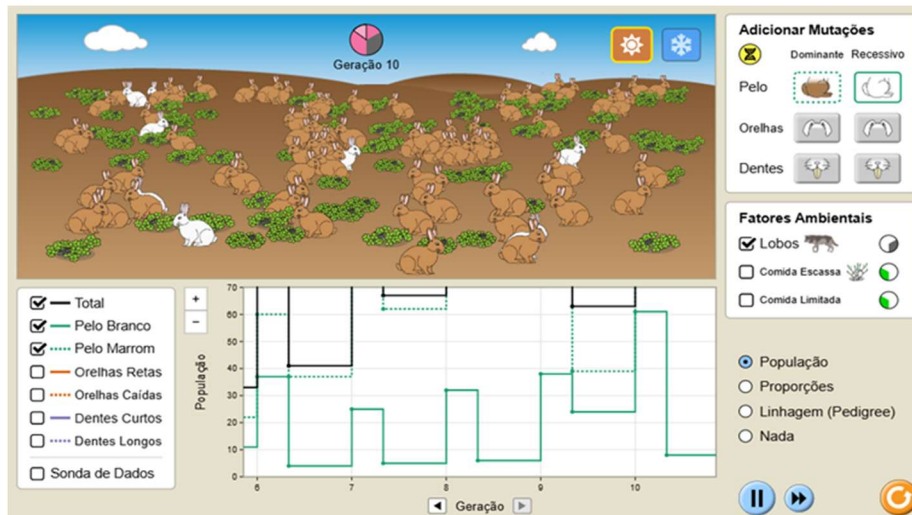 Geração 10
Adicionar Mutações
Dominante Recessivo
Pelo
Orelhas
Dentes
Fatores Ambientais
Lobos
Comida Escassa
Comida Limitada
Total
Pelo Branco
Pelo Marrom
Orelhas Retas
Orelhas Caídas
Dentes Curtos
Dentes Longos
Sonda de Dados
+
−
População
70
60
50
40
30
20
10
0
6 7 8 9 10
Geração
População
Proporções
Linhagem (Pedigree)
Nada